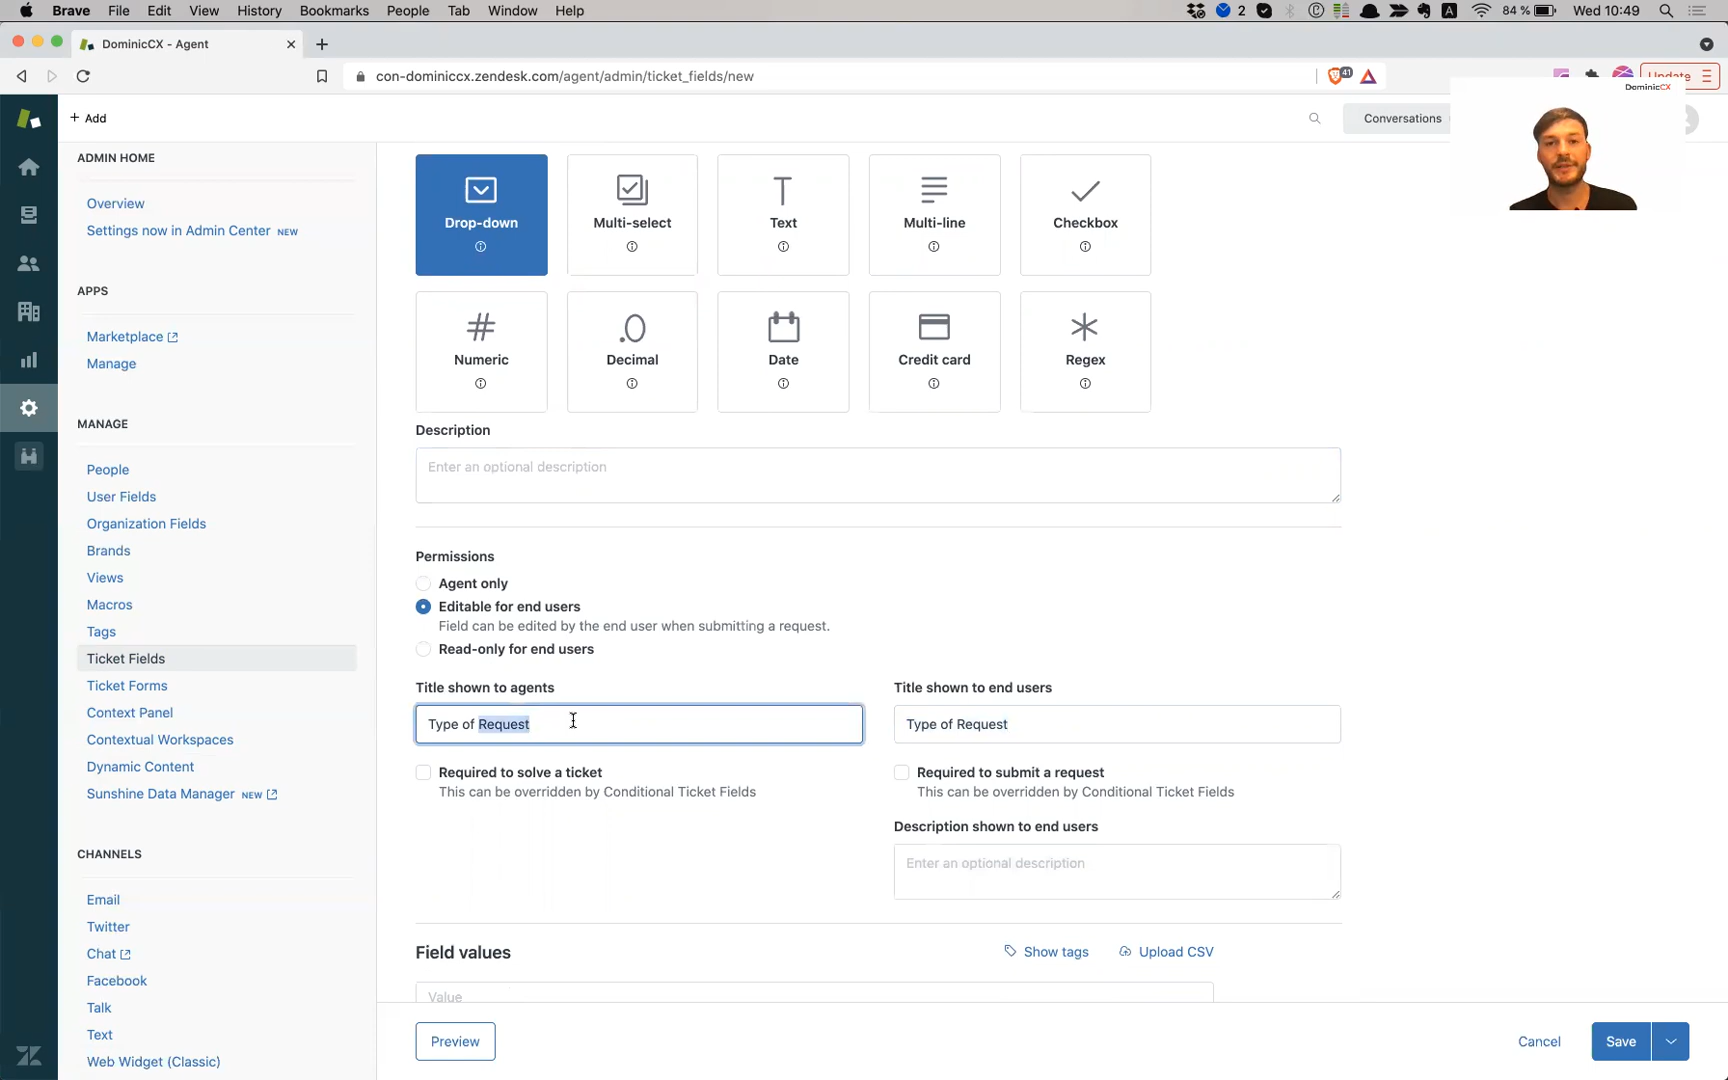 Brave File Edit View History Bookmarks People Tab Window Help 2 84 % Wed 10:49
DominicCX - Agent
con-dominiccx.zendesk.com/agent/admin/ticket_fields/new 41 Update
DominicCX
+ Add Conversations
ADMIN HOME
Overview
Settings now in Admin Center NEW
APPS
Marketplace
Manage
MANAGE
People
User Fields
Organization Fields
Brands
Views
Macros
Tags
Ticket Fields
Ticket Forms
Context Panel
Contextual Workspaces
Dynamic Content
Sunshine Data Manager NEW
CHANNELS
Email
Twitter
Chat
Facebook
Talk
Text
Web Widget (Classic)
Drop-down Multi-select Text Multi-line Checkbox
Numeric Decimal Date Credit card Regex
Description
Enter an optional description
Permissions
Agent only
Editable for end users
Field can be edited by the end user when submitting a request.
Read-only for end users
Title shown to agents Title shown to end users
Type of Request Type of Request
Required to solve a ticket Required to submit a request
This can be overridden by Conditional Ticket Fields This can be overridden by Conditional Ticket Fields
Description shown to end users
Enter an optional description
Field values Show tags Upload CSV
Value
Preview Cancel Save